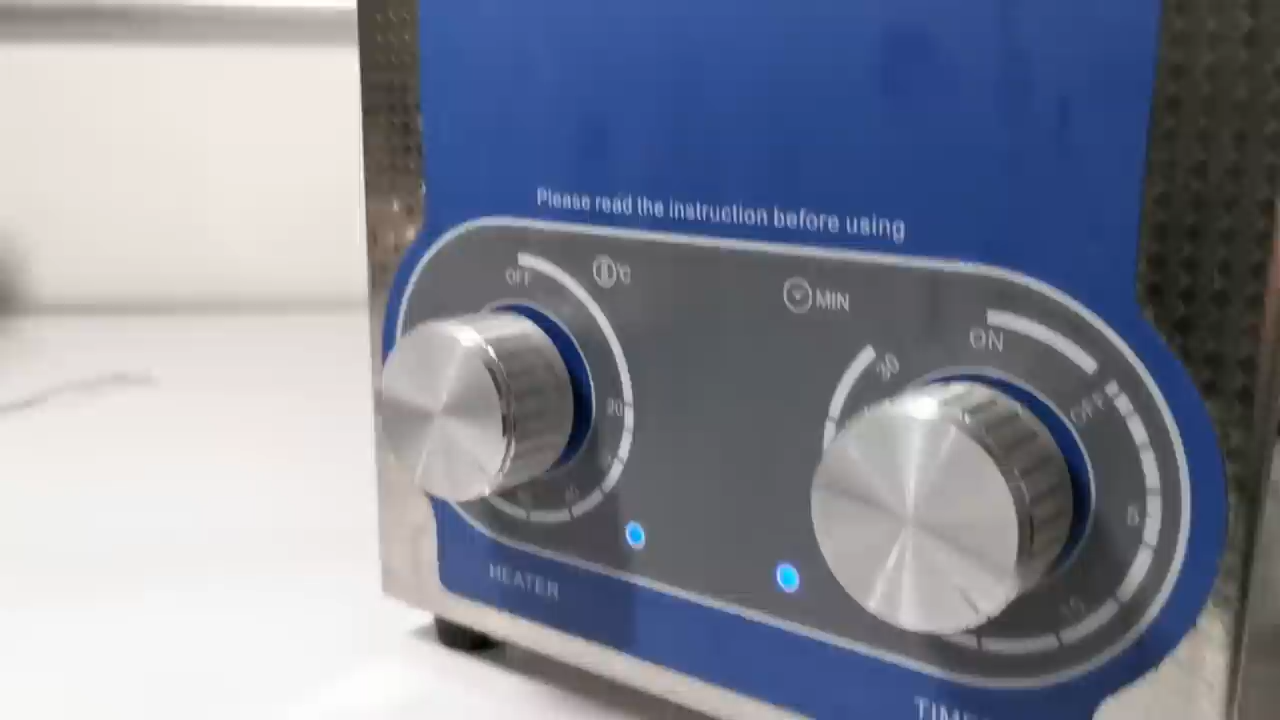 Please read the instruction before using
OFF
°C
MIN
30
ON
OFF
20
5
10
HEATER